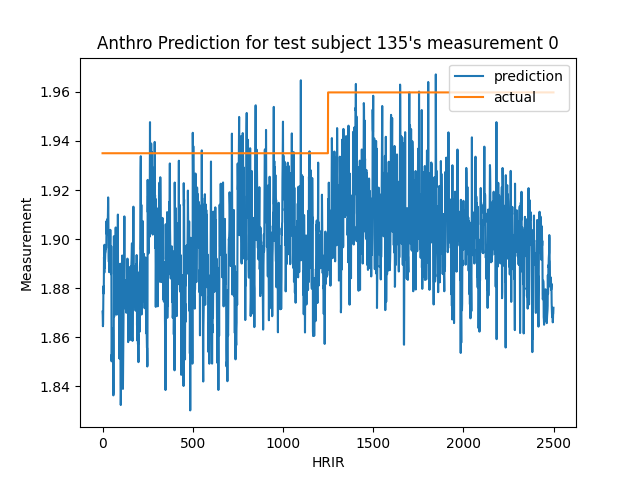 Anthro Prediction for test subject 135's measurement 0
prediction
actual
Measurement
1.96
1.94
1.92
1.90
1.88
1.86
1.84
0 500 1000 1500 2000 2500
HRIR